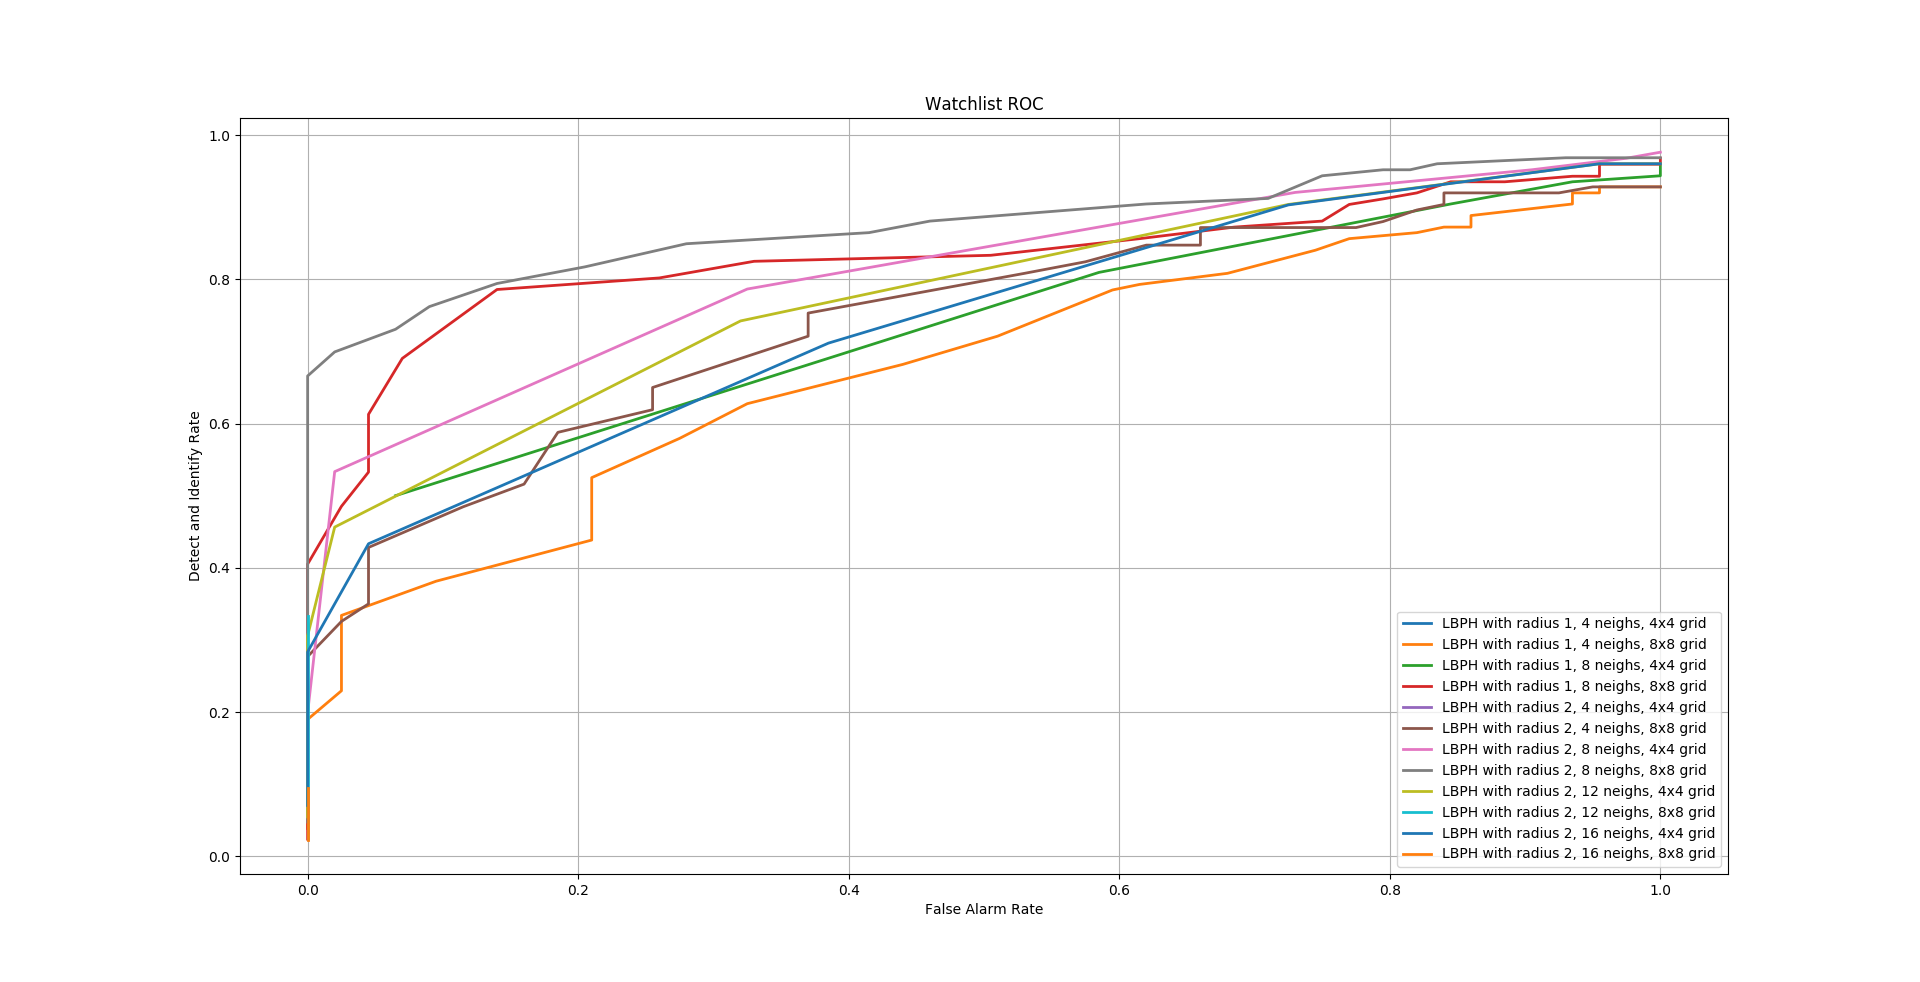 Watchlist ROC
1.0
0.8
0.6
0.4
0.2
0.0
Detect and Identify Rate
0.0 0.2 0.4 0.6 0.8 1.0
False Alarm Rate
LBPH with radius 1, 4 neighs, 4x4 grid
LBPH with radius 1, 4 neighs, 8x8 grid
LBPH with radius 1, 8 neighs, 4x4 grid
LBPH with radius 1, 8 neighs, 8x8 grid
LBPH with radius 2, 4 neighs, 4x4 grid
LBPH with radius 2, 4 neighs, 8x8 grid
LBPH with radius 2, 8 neighs, 4x4 grid
LBPH with radius 2, 8 neighs, 8x8 grid
LBPH with radius 2, 12 neighs, 4x4 grid
LBPH with radius 2, 12 neighs, 8x8 grid
LBPH with radius 2, 16 neighs, 4x4 grid
LBPH with radius 2, 16 neighs, 8x8 grid